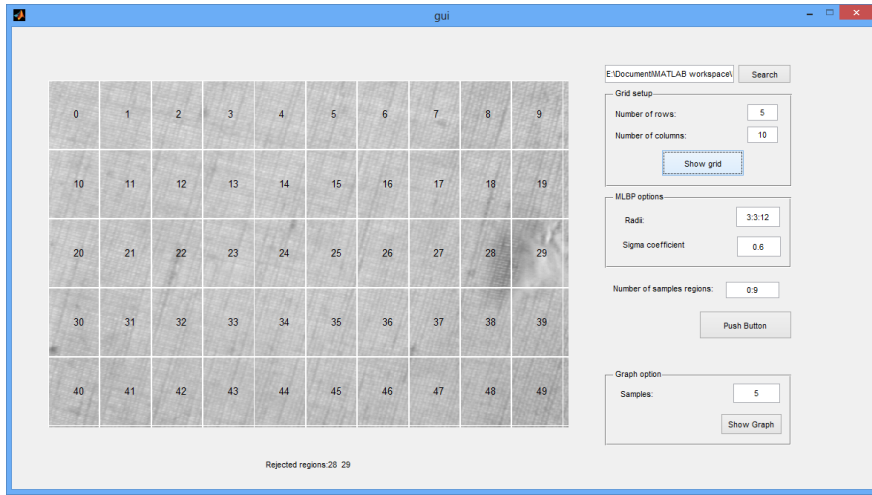 gui
E:\Document\MATLAB workspace\
Search
Grid setup
Number of rows: 5
Number of columns: 10
Show grid
MLBP options
Radii: 3:3:12
Sigma coefficient 0.6
Number of samples regions: 0:9
Push Button
Graph option
Samples: 5
Show Graph
0 1 2 3 4 5 6 7 8 9
10 11 12 13 14 15 16 17 18 19
20 21 22 23 24 25 26 27 28 29
30 31 32 33 34 35 36 37 38 39
40 41 42 43 44 45 46 47 48 49
Rejected regions:28 29